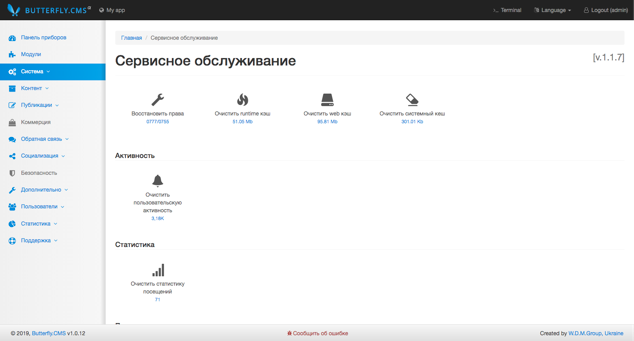 BUTTERFLY.CMS
My app
Terminal
Language
Logout (admin)
Панель приборов
Модули
Система
Контент
Публикации
Коммерция
Обратная связь
Социализация
Безопасность
Дополнительно
Пользователи
Статистика
Поддержка
Главная / Сервисное обслуживание
Сервисное обслуживание
[v.1.1.7]
Восстановить права
0777/0755
Очистить runtime кэш
51.05 Mb
Очистить web кэш
95.81 Mb
Очистить системный кеш
301.01 Kb
Активность
Очистить
пользовательскую
активность
3.16K
Статистика
Очистить статистику
посещений
71
© 2019, Butterfly.CMS v1.0.12
Сообщить об ошибке
Created by W.D.M.Group, Ukraine